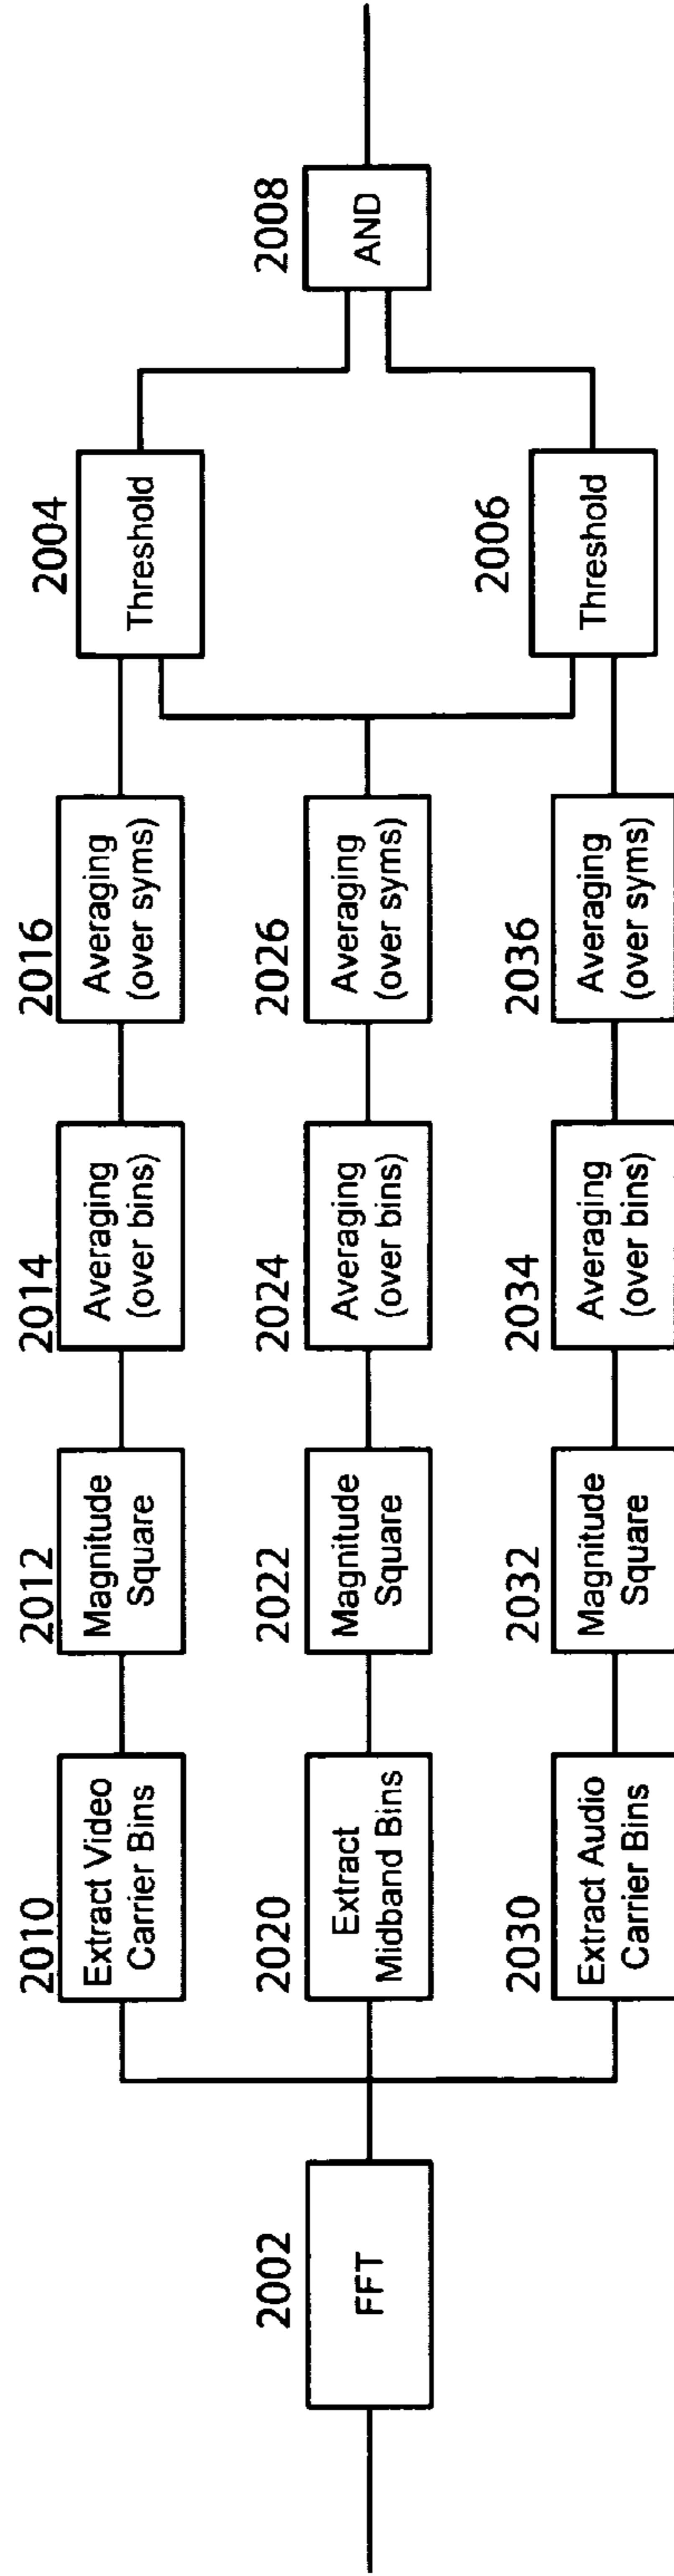 2002
FFT
2010
Extract Video
Carrier Bins
2012
Magnitude
Square
2014
Averaging
(over bins)
2016
Averaging
(over syms)
2004
Threshold
2020
Extract
Midband Bins
2022
Magnitude
Square
2024
Averaging
(over bins)
2026
Averaging
(over syms)
2008
AND
2030
Extract Audio
Carrier Bins
2032
Magnitude
Square
2034
Averaging
(over bins)
2036
Averaging
(over syms)
2006
Threshold